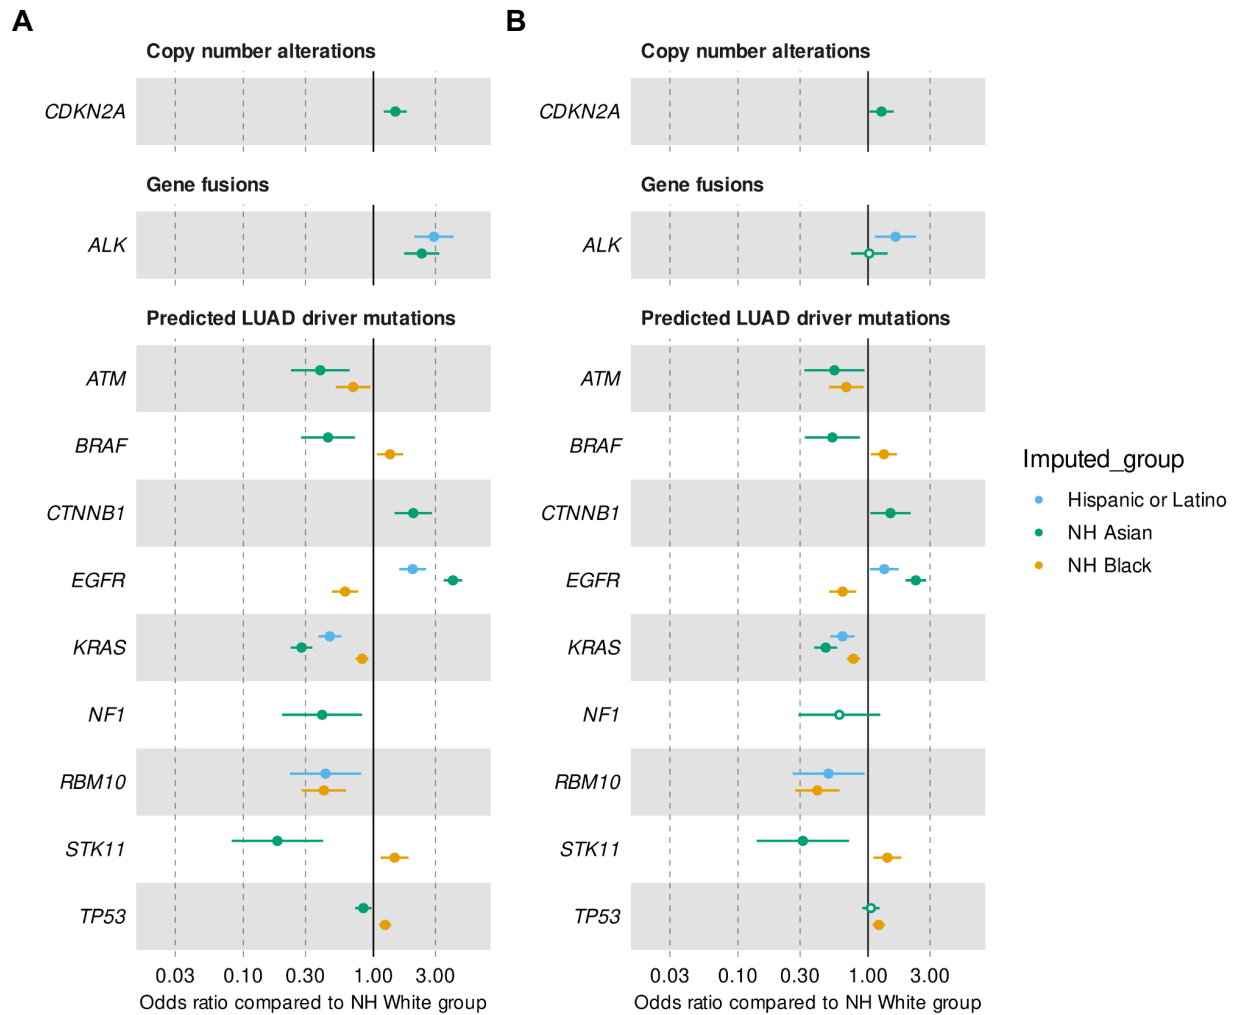 A
Copy number alterations
CDKN2A
Gene fusions
ALK
Predicted LUAD driver mutations
ATM
BRAF
CTNNB1
EGFR
KRAS
NF1
RBM10
STK11
TP53
0.03 0.10 0.30 1.00 3.00
Odds ratio compared to NH White group
B
Copy number alterations
CDKN2A
Gene fusions
ALK
Predicted LUAD driver mutations
ATM
BRAF
CTNNB1
EGFR
KRAS
NF1
RBM10
STK11
TP53
0.03 0.10 0.30 1.00 3.00
Odds ratio compared to NH White group
Imputed_group
Hispanic or Latino
NH Asian
NH Black